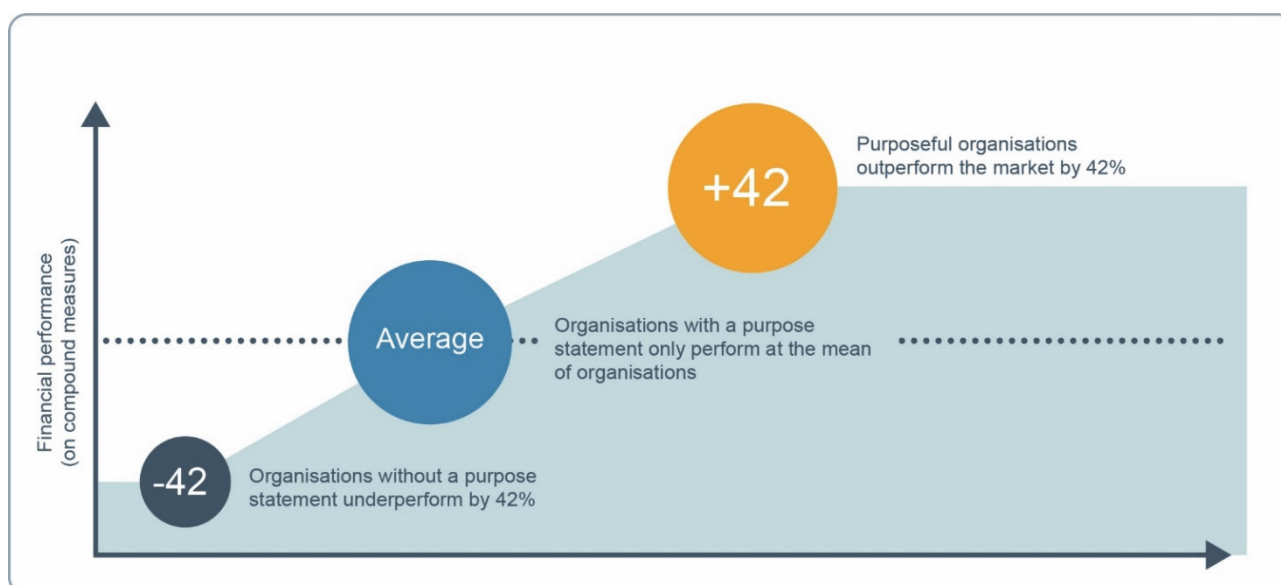 +42
Purposeful organisations
outperform the market by 42%
Financial performance
(on compound measures)
Average
Organisations with a purpose
statement only perform at the mean
of organisations
-42
Organisations without a purpose
statement underperform by 42%